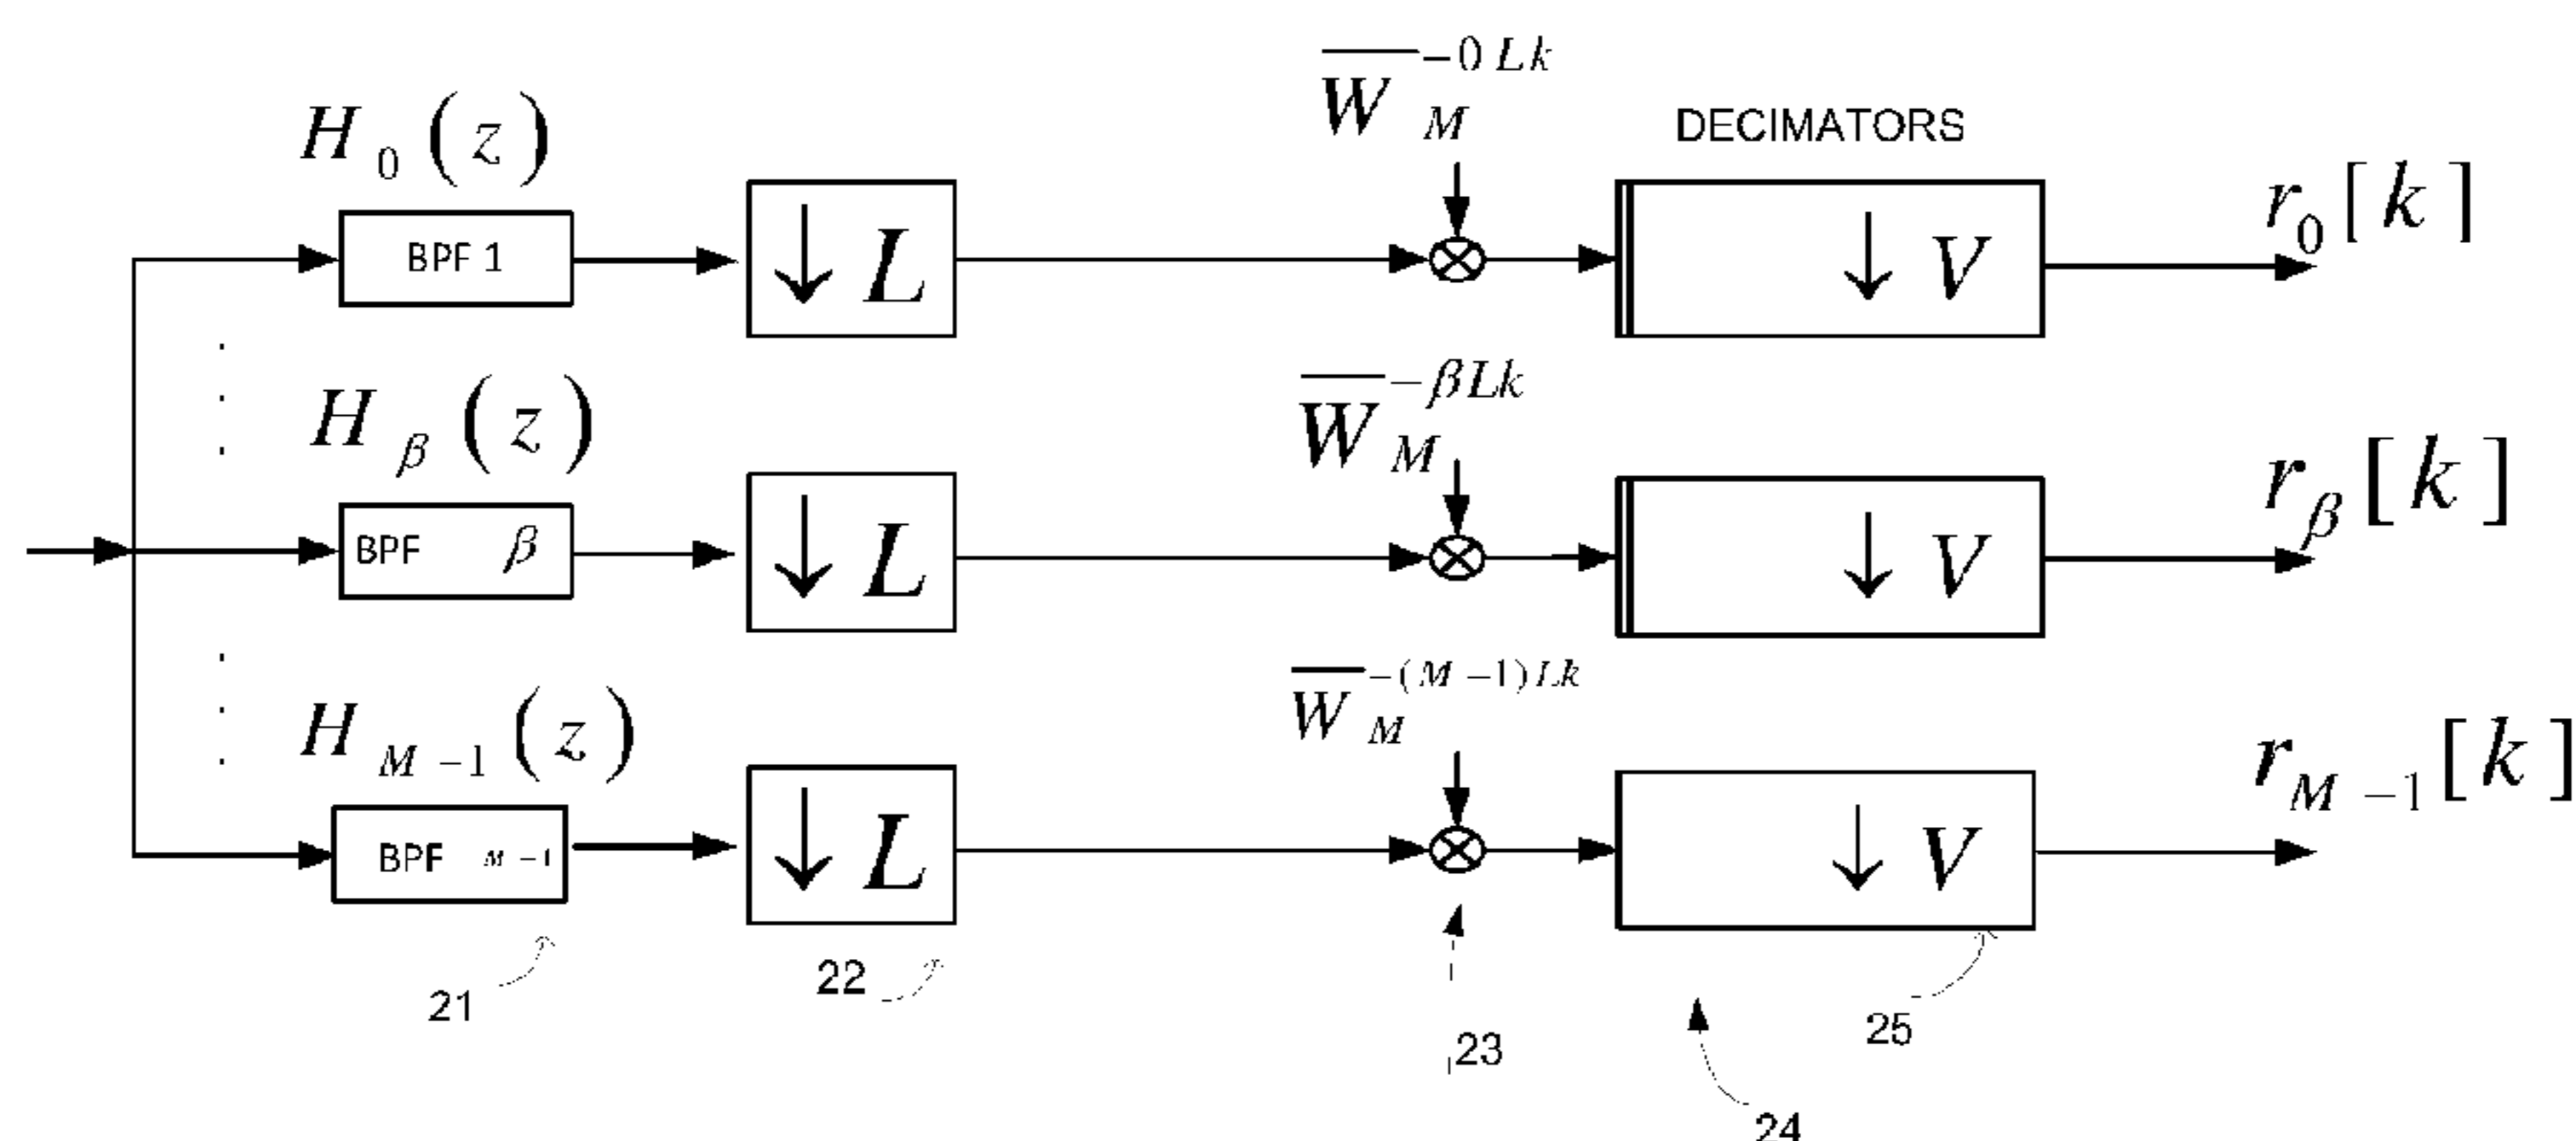 W̅_M^{-0Lk}
H_0(z)
DECIMATORS
BPF 1
↓ L
↓ V
r_0[k]
H_β(z)
W̅_M^{-βLk}
BPF β
↓ L
↓ V
r_β[k]
H_{M-1}(z)
W̅_M^{-(M-1)Lk}
BPF M-1
↓ L
↓ V
r_{M-1}[k]
21
22
23
24
25